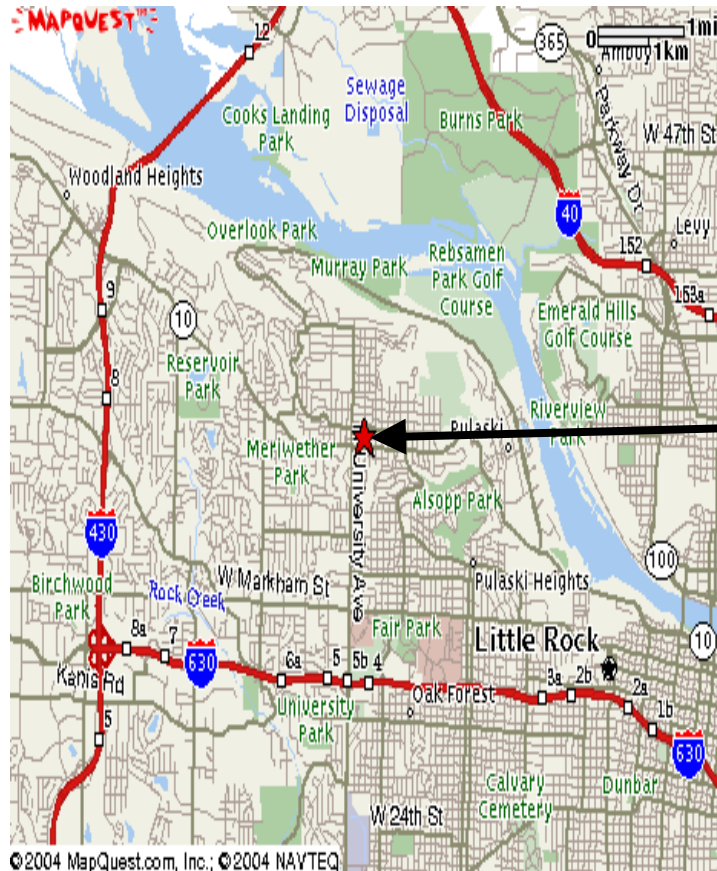 MAPQUEST
12
365
0 1mi
1km
Amboy
Sewage
Disposal
Cooks Landing
Park
Burns Park
Parkway Dr
W 47th St
Woodland Heights
40
Overlook Park
Levy
152
Rebsamen
Park Golf
Course
Murray Park
153a
9
10
Emerald Hills
Golf Course
Reservoir
Park
8
Riverview
Park
Pulaski
Meriwether
Park
University Ave
Alsopp Park
430
100
W Markham St
Pulaski Heights
Birchwood
Park
Rock Creek
Fair Park
10
Little Rock
8a
7
630
6a
5
5b
4
Kanis Rd
Oak Forest
3a
2b
2a
1b
University
Park
5
630
Calvary
Cemetery
Dunbar
W 24th St
©2004 MapQuest.com, Inc.; ©2004 NAVTEQ